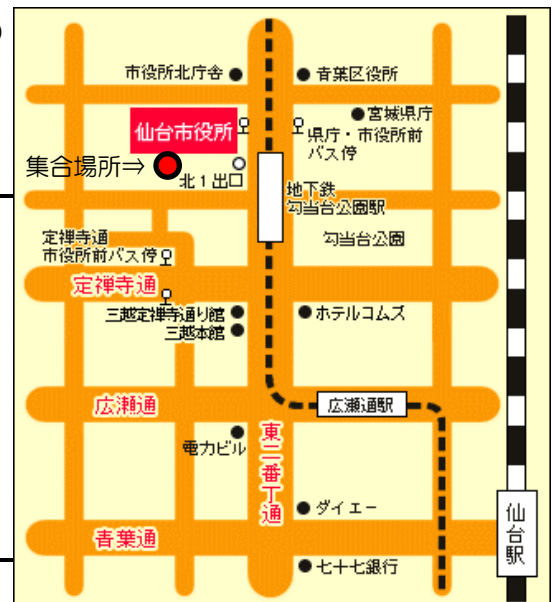 市役所北庁舎●
●青葉区役所
●宮城県庁
仙台市役所
県庁・市役所前
バス停
集合場所⇒
北1出口
地下鉄
勾当台公園駅
勾当台公園
定禅寺通
市役所前バス停
定禅寺通
三越定禅寺通り館●
三越本館●
●ホテルコムズ
広瀬通
広瀬通駅
電力ビル
東二番丁通
●ダイエー
仙台駅
青葉通
●七十七銀行